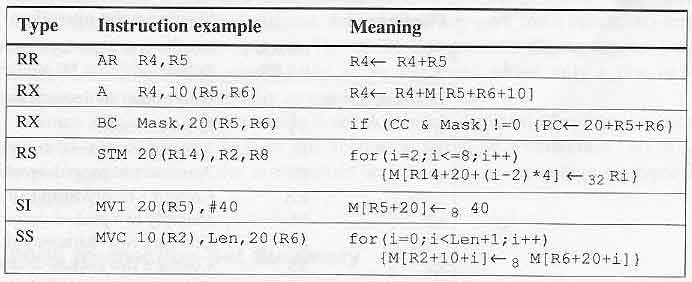 Type Instruction example Meaning
RR AR R4,R5 R4← R4+R5
RX A R4,10(R5,R6) R4← R4+M[R5+R6+10]
RX BC Mask,20(R5,R6) if (CC & Mask)!=0 {PC←20+R5+R6}
RS STM 20(R14),R2,R8 for(i=2;i<=8;i++)
{M[R14+20+(i-2)*4]←32 Ri}
SI MVI 20(R5),#40 M[R5+20]←8 40
SS MVC 10(R2),Len,20(R6) for(i=0;i<Len+1;i++)
{M[R2+10+i]←8 M[R6+20+i]}